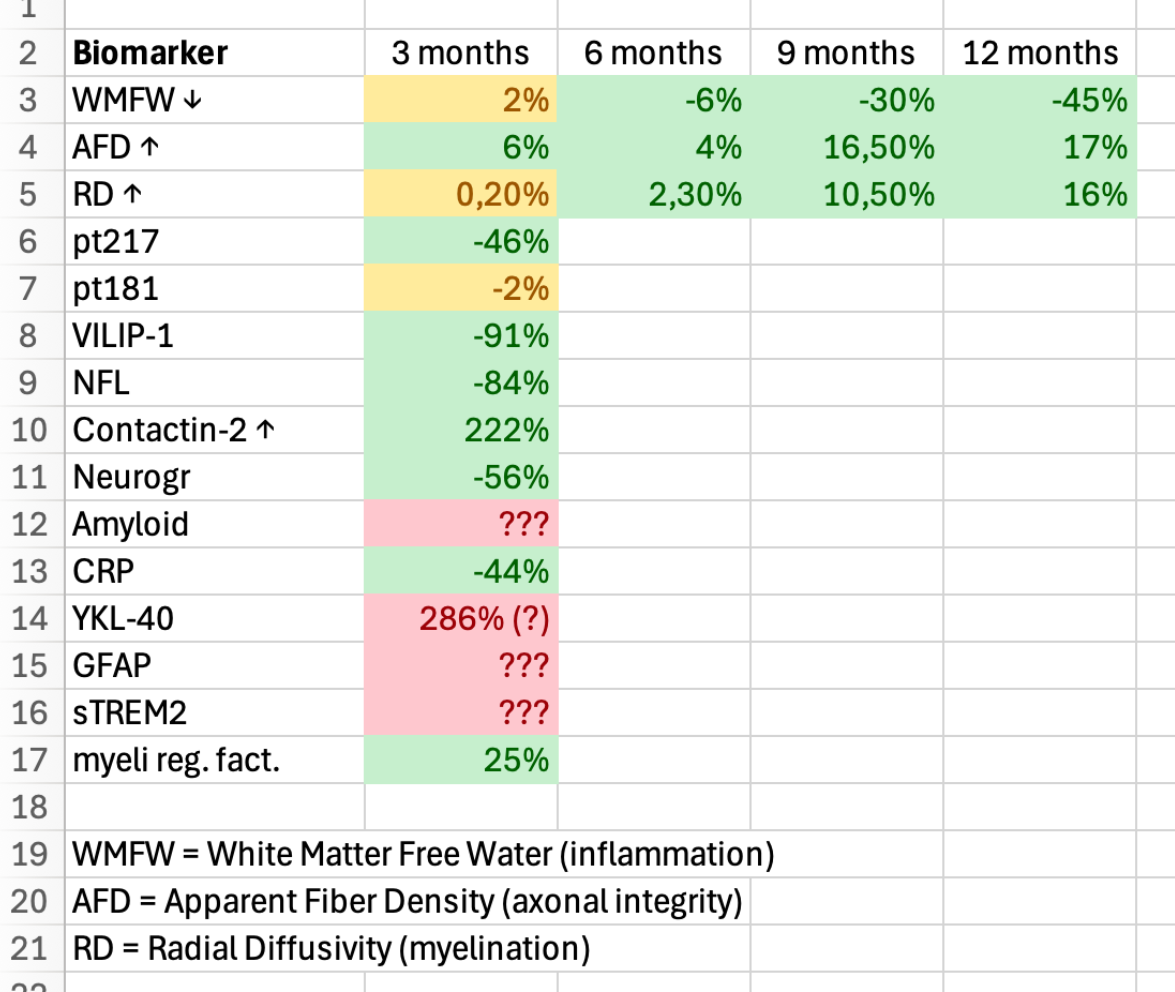 1
2 Biomarker 3 months 6 months 9 months 12 months
3 WMFW ↓ 2% -6% -30% -45%
4 AFD ↑ 6% 4% 16,50% 17%
5 RD ↑ 0,20% 2,30% 10,50% 16%
6 pt217 -46%
7 pt181 -2%
8 VILIP-1 -91%
9 NFL -84%
10 Contactin-2 ↑ 222%
11 Neurogr -56%
12 Amyloid ???
13 CRP -44%
14 YKL-40 286% (?)
15 GFAP ???
16 sTREM2 ???
17 myeli reg. fact. 25%
18
19 WMFW = White Matter Free Water (inflammation)
20 AFD = Apparent Fiber Density (axonal integrity)
21 RD = Radial Diffusivity (myelination)
22